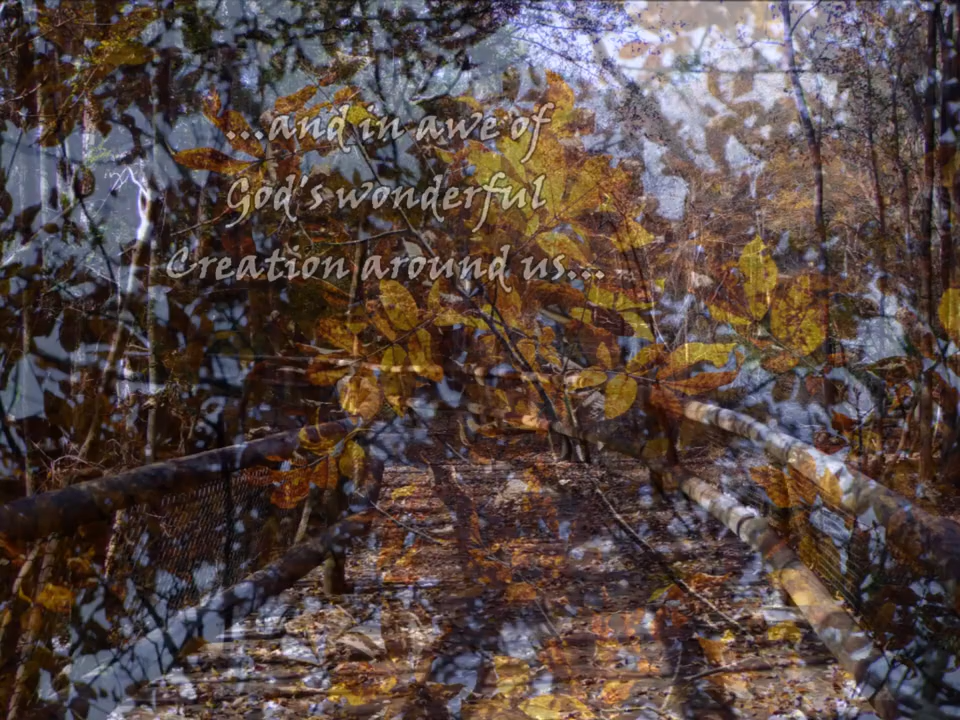 ...and in awe of
God's wonderful
Creation around us...